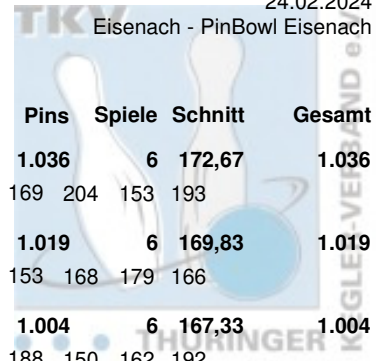 24.02.2024
TKV
Eisenach - PinBowl Eisenach
Pins Spiele Schnitt Gesamt
1.036 6 172,67 1.036
169 204 153 193
1.019 6 169,83 1.019
153 168 179 166
1.004 6 167,33 1.004
188 150 162 192
THÜRINGER
KEGLER-VERBAND e.V.